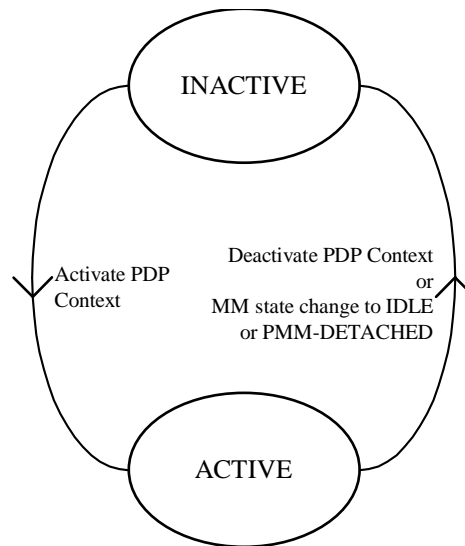 INACTIVE
Activate PDP
Context
Deactivate PDP Context
or
MM state change to IDLE
or PMM-DETACHED
ACTIVE